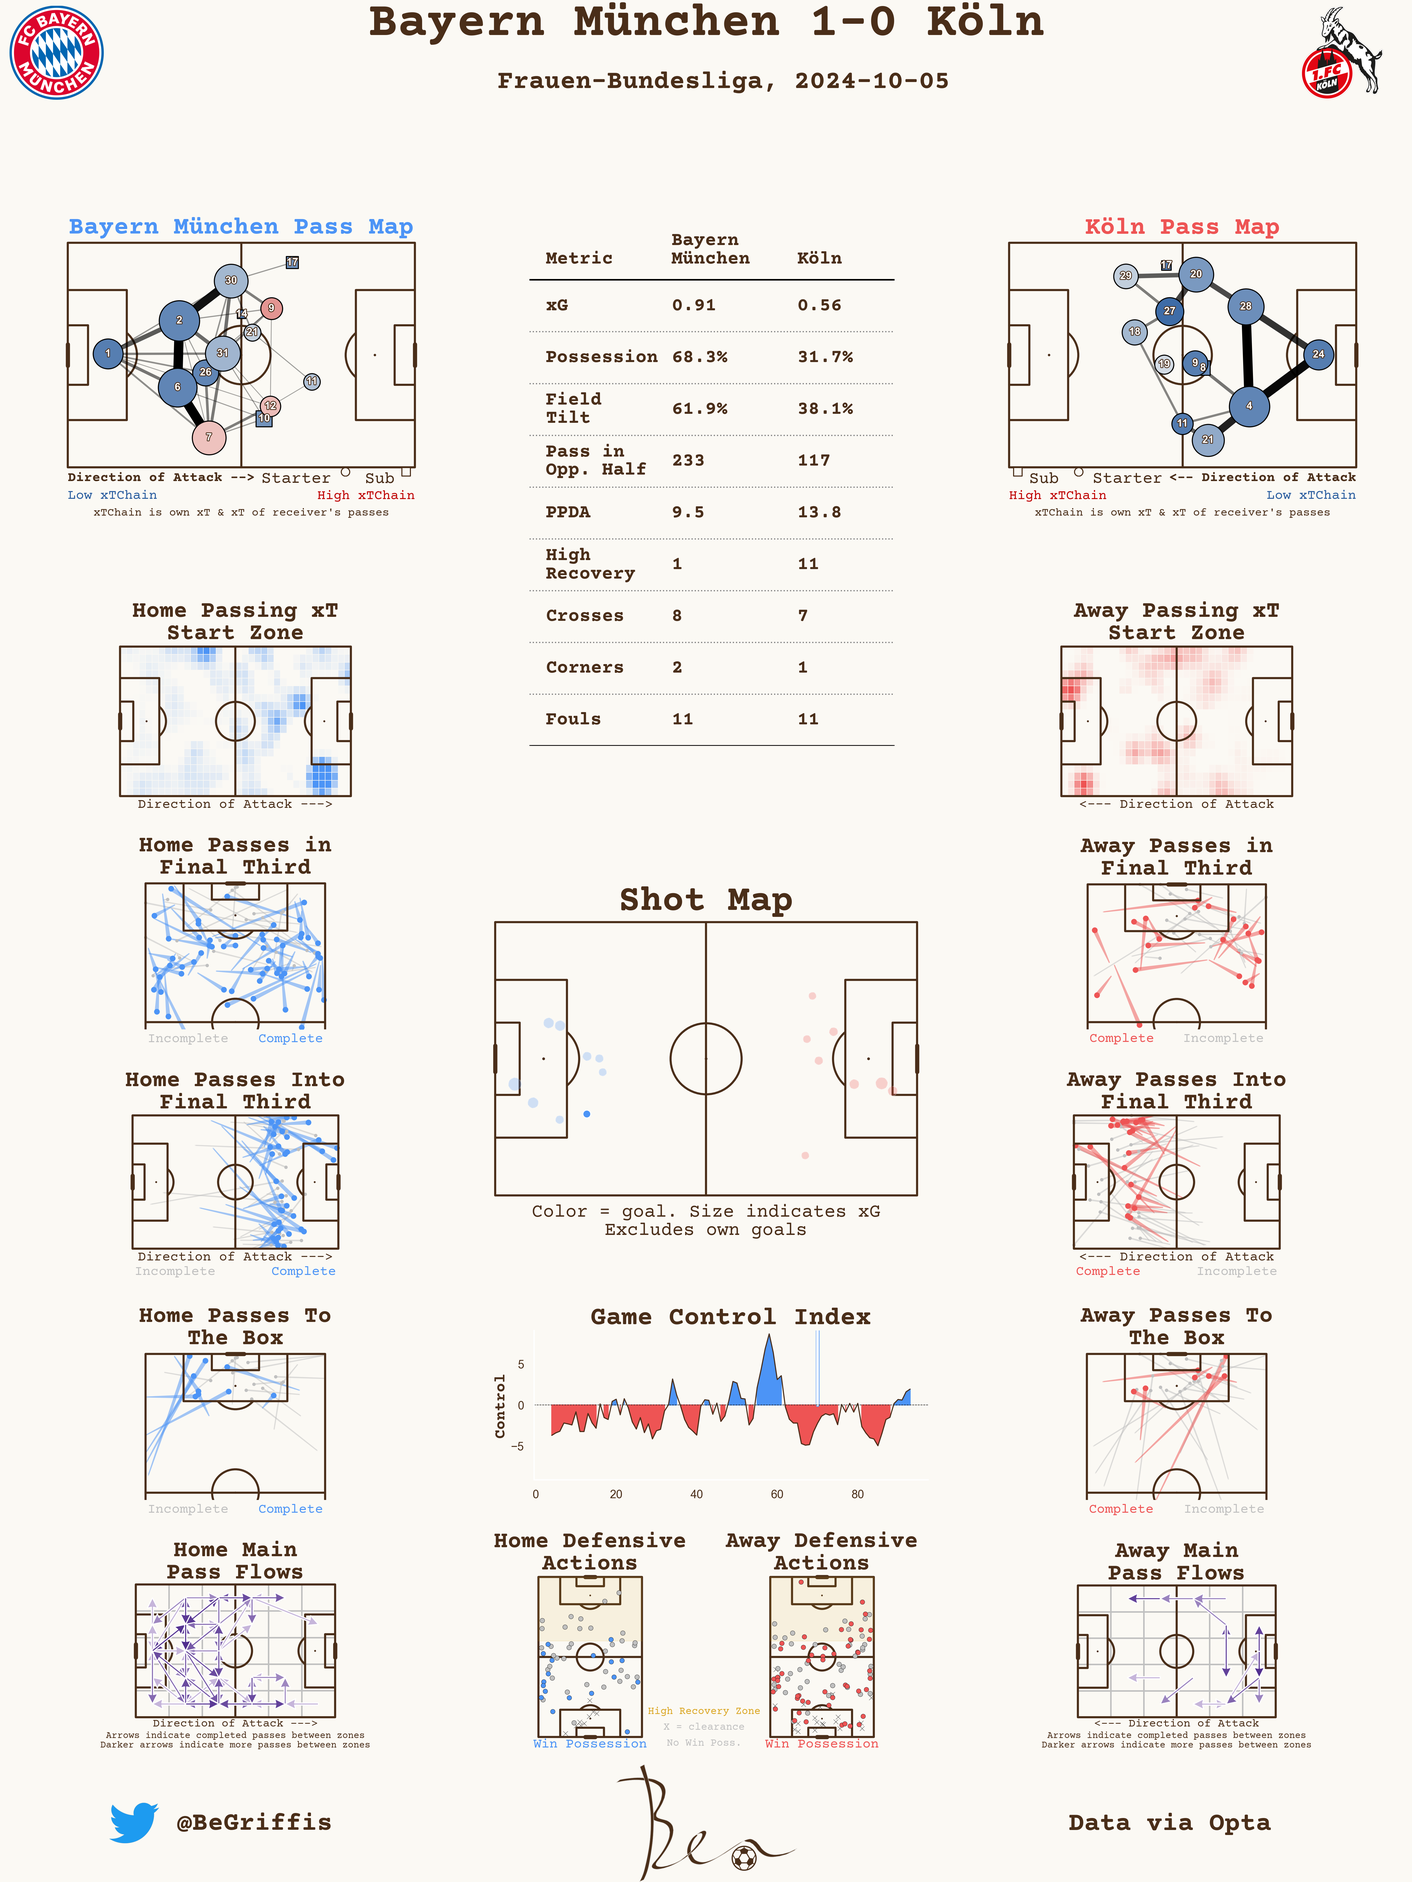 Bayern München 1-0 Köln
Frauen-Bundesliga, 2024-10-05
FC BAYERN
MÜNCHEN
1.FC
KÖLN
Bayern München Pass Map
17
30
9
14
2
21
1
31
26
11
6
12
10
7
Direction of Attack --> Starter Sub
Low xTChain High xTChain
xTChain is own xT & xT of receiver's passes
Metric Bayern München Köln
xG 0.91 0.56
Possession 68.3% 31.7%
Field Tilt 61.9% 38.1%
Pass in Opp. Half 233 117
PPDA 9.5 13.8
High Recovery 1 11
Crosses 8 7
Corners 2 1
Fouls 11 11
Köln Pass Map
17
29
20
28
27
18
24
19
9
8
4
11
21
Sub Starter <-- Direction of Attack
High xTChain Low xTChain
xTChain is own xT & xT of receiver's passes
Home Passing xT
Start Zone
Direction of Attack --->
Away Passing xT
Start Zone
<--- Direction of Attack
Home Passes in
Final Third
Incomplete Complete
Away Passes in
Final Third
Complete Incomplete
Shot Map
Color = goal. Size indicates xG
Excludes own goals
Home Passes Into
Final Third
Direction of Attack --->
Incomplete Complete
Away Passes Into
Final Third
<--- Direction of Attack
Complete Incomplete
Home Passes To
The Box
Incomplete Complete
Game Control Index
Control
5
0
−5
0 20 40 60 80
Away Passes To
The Box
Complete Incomplete
Home Main
Pass Flows
Direction of Attack --->
Arrows indicate completed passes between zones
Darker arrows indicate more passes between zones
Home Defensive
Actions
Win Possession
High Recovery Zone
X = clearance
No Win Poss.
Away Defensive
Actions
Win Possession
Away Main
Pass Flows
<--- Direction of Attack
Arrows indicate completed passes between zones
Darker arrows indicate more passes between zones
@BeGriffis
Ben
Data via Opta